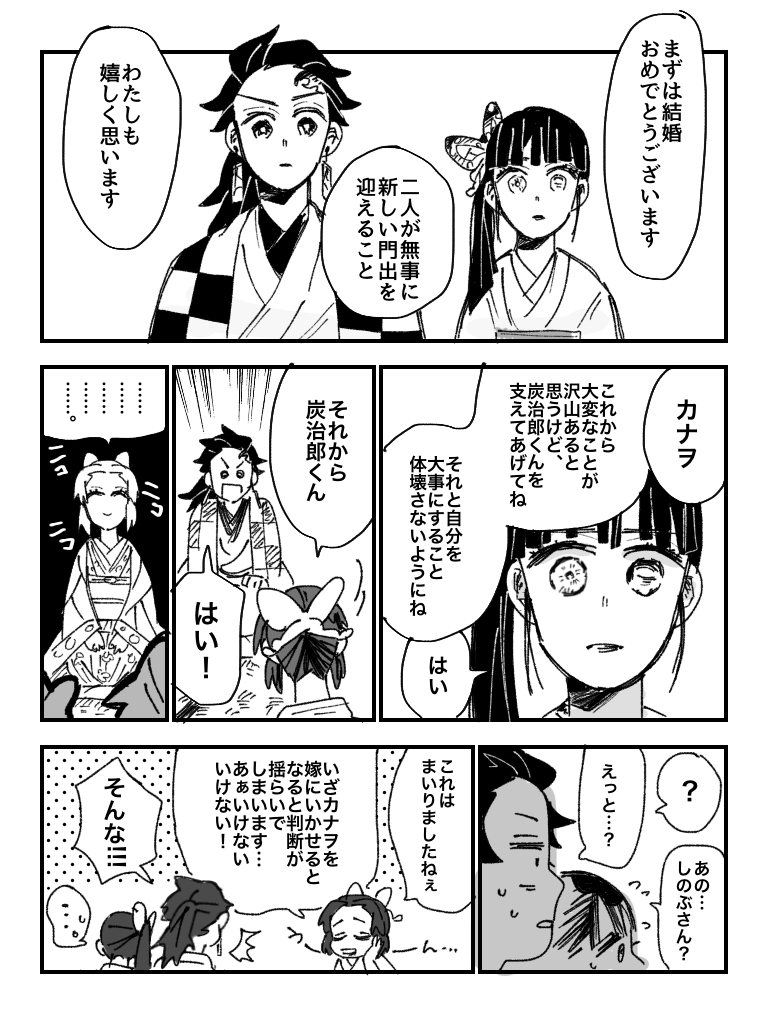 まずは結婚
おめでとうございます
二人が無事に
新しい門出を
迎えること
わたしも
嬉しく思います
カナヲ
これから
大変なことが
沢山あると
思うけど、
炭治郎くんを
支えてあげてね
それと自分を
大事にすること
体壊さないようにね
はい
それから
炭治郎くん
はい！
………………。
ニコ
ニコ
ニコ
？
えっと…？
あの…
しのぶさん？
これは
まいりましたねぇ
いざカナヲを
嫁にいかせると
なると判断が
揺らいで
しまいます…
あぁいけない
いけない！
うーん…
そんな!!!